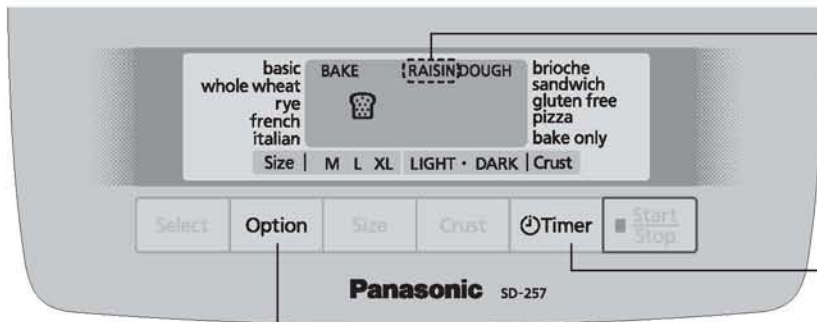 basic
whole wheat
rye
french
italian
BAKE RAISIN DOUGH
brioche
sandwich
gluten free
pizza
bake only
Size M L XL LIGHT · DARK Crust
Select Option Size Crust Timer Start Stop
Panasonic SD-257